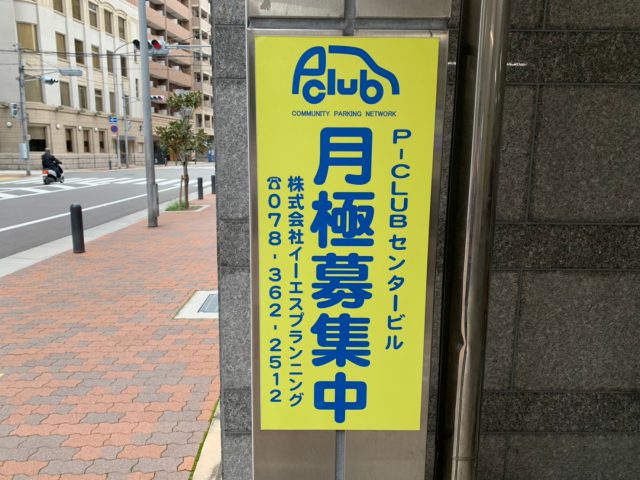 P-club
COMMUNITY PARKING NETWORK
P-CLUBセンタービル
月極募集中
株式会社イーエスプランニング
☎078-362-2512